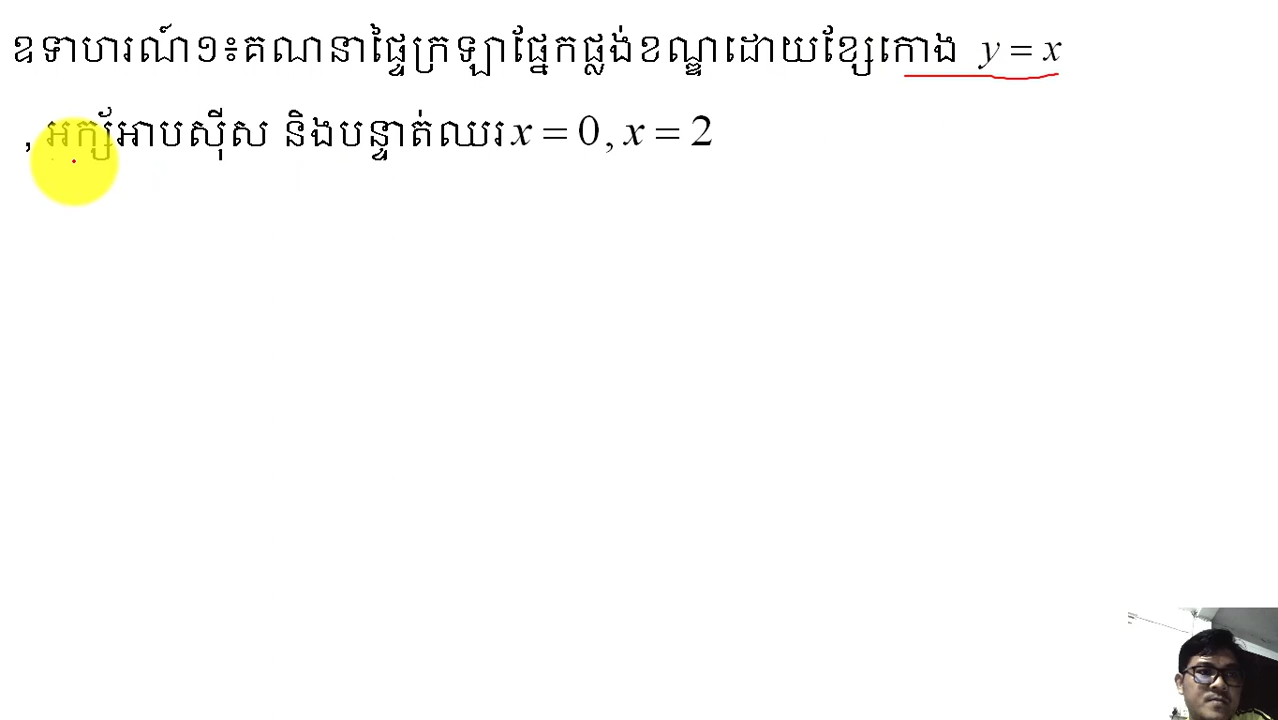 ឧទាហរណ៍១៖គណនាផ្ទៃក្រឡាផ្នែកផ្លង់ខណ្ឌដោយខ្សែកោង y = x
, អក្ស័អាបស៊ីស និងបន្ទាត់ឈរ x = 0, x = 2